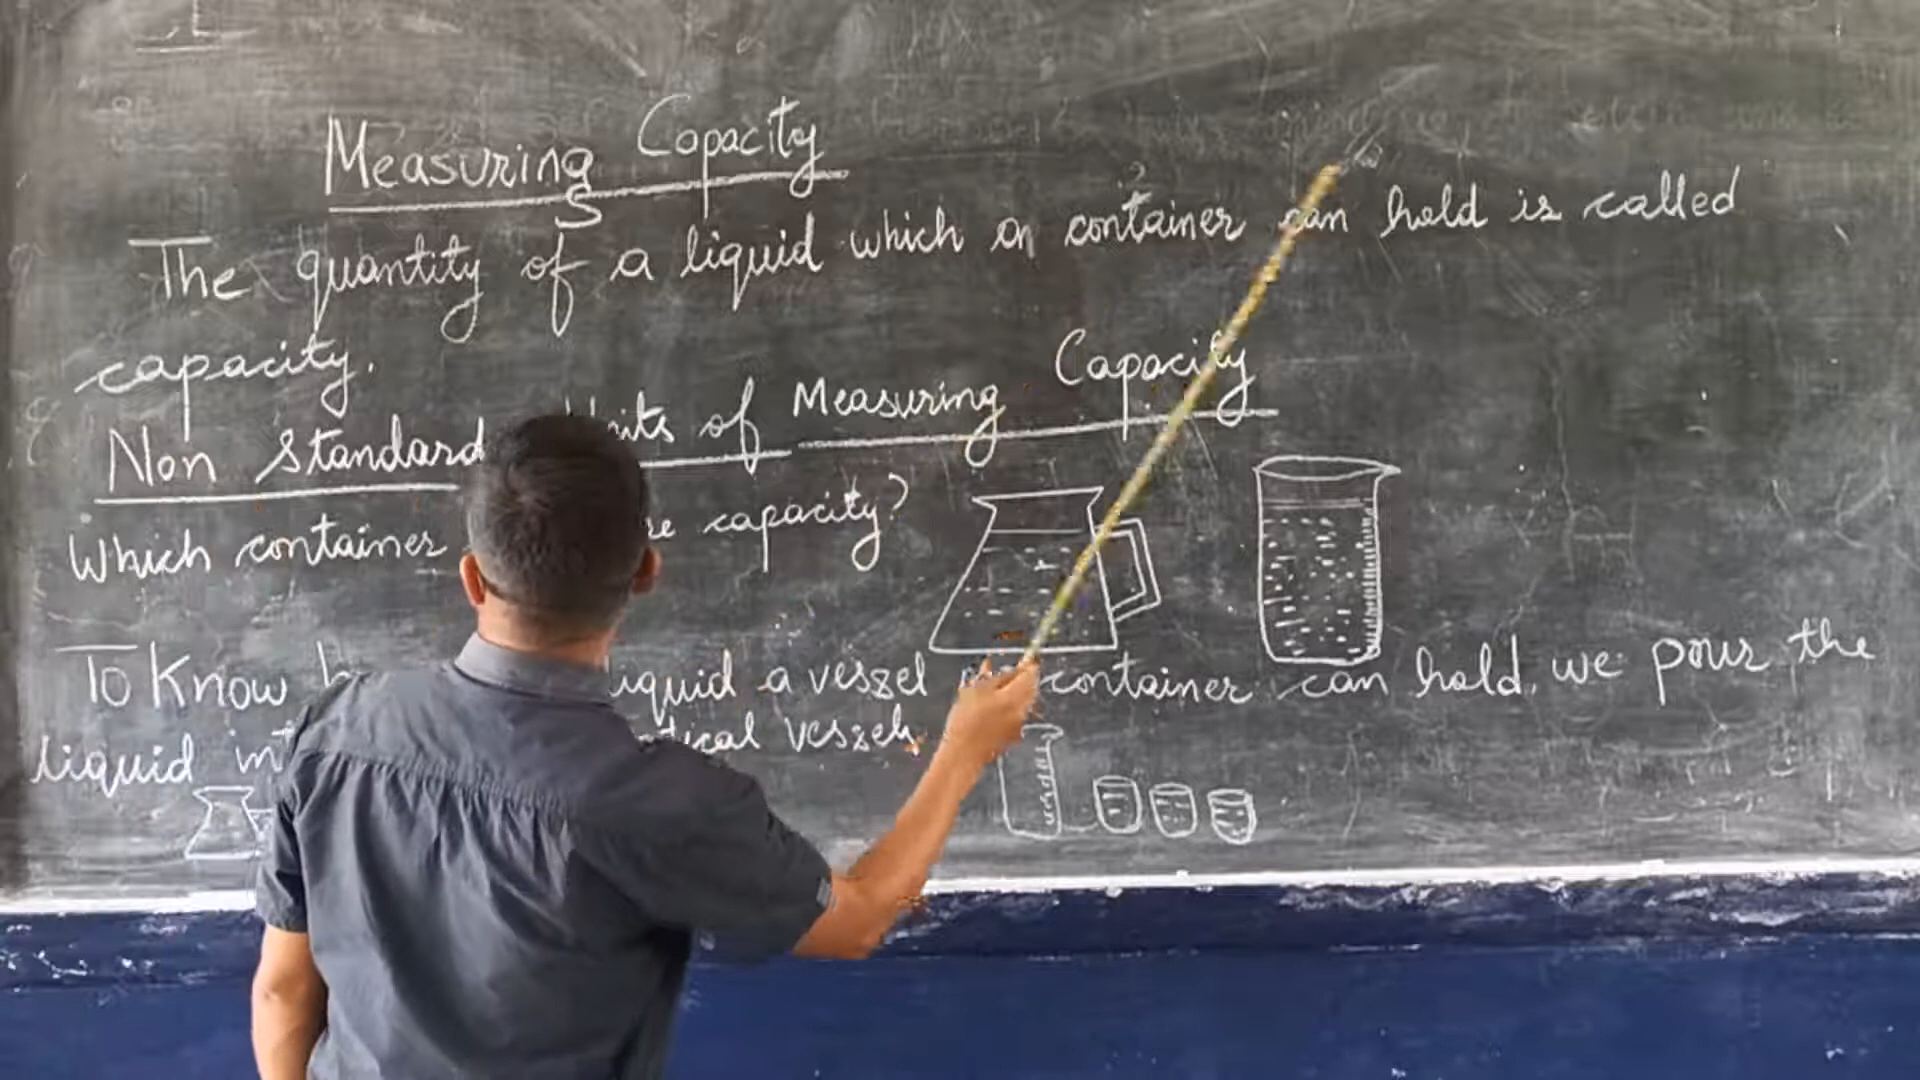 Measuring Capacity
The quantity of a liquid which a container can hold is called
capacity.
Non Standard Units of Measuring Capacity
Which container capacity?
To Know liquid a vessel container can hold, we pour the
liquid vessels